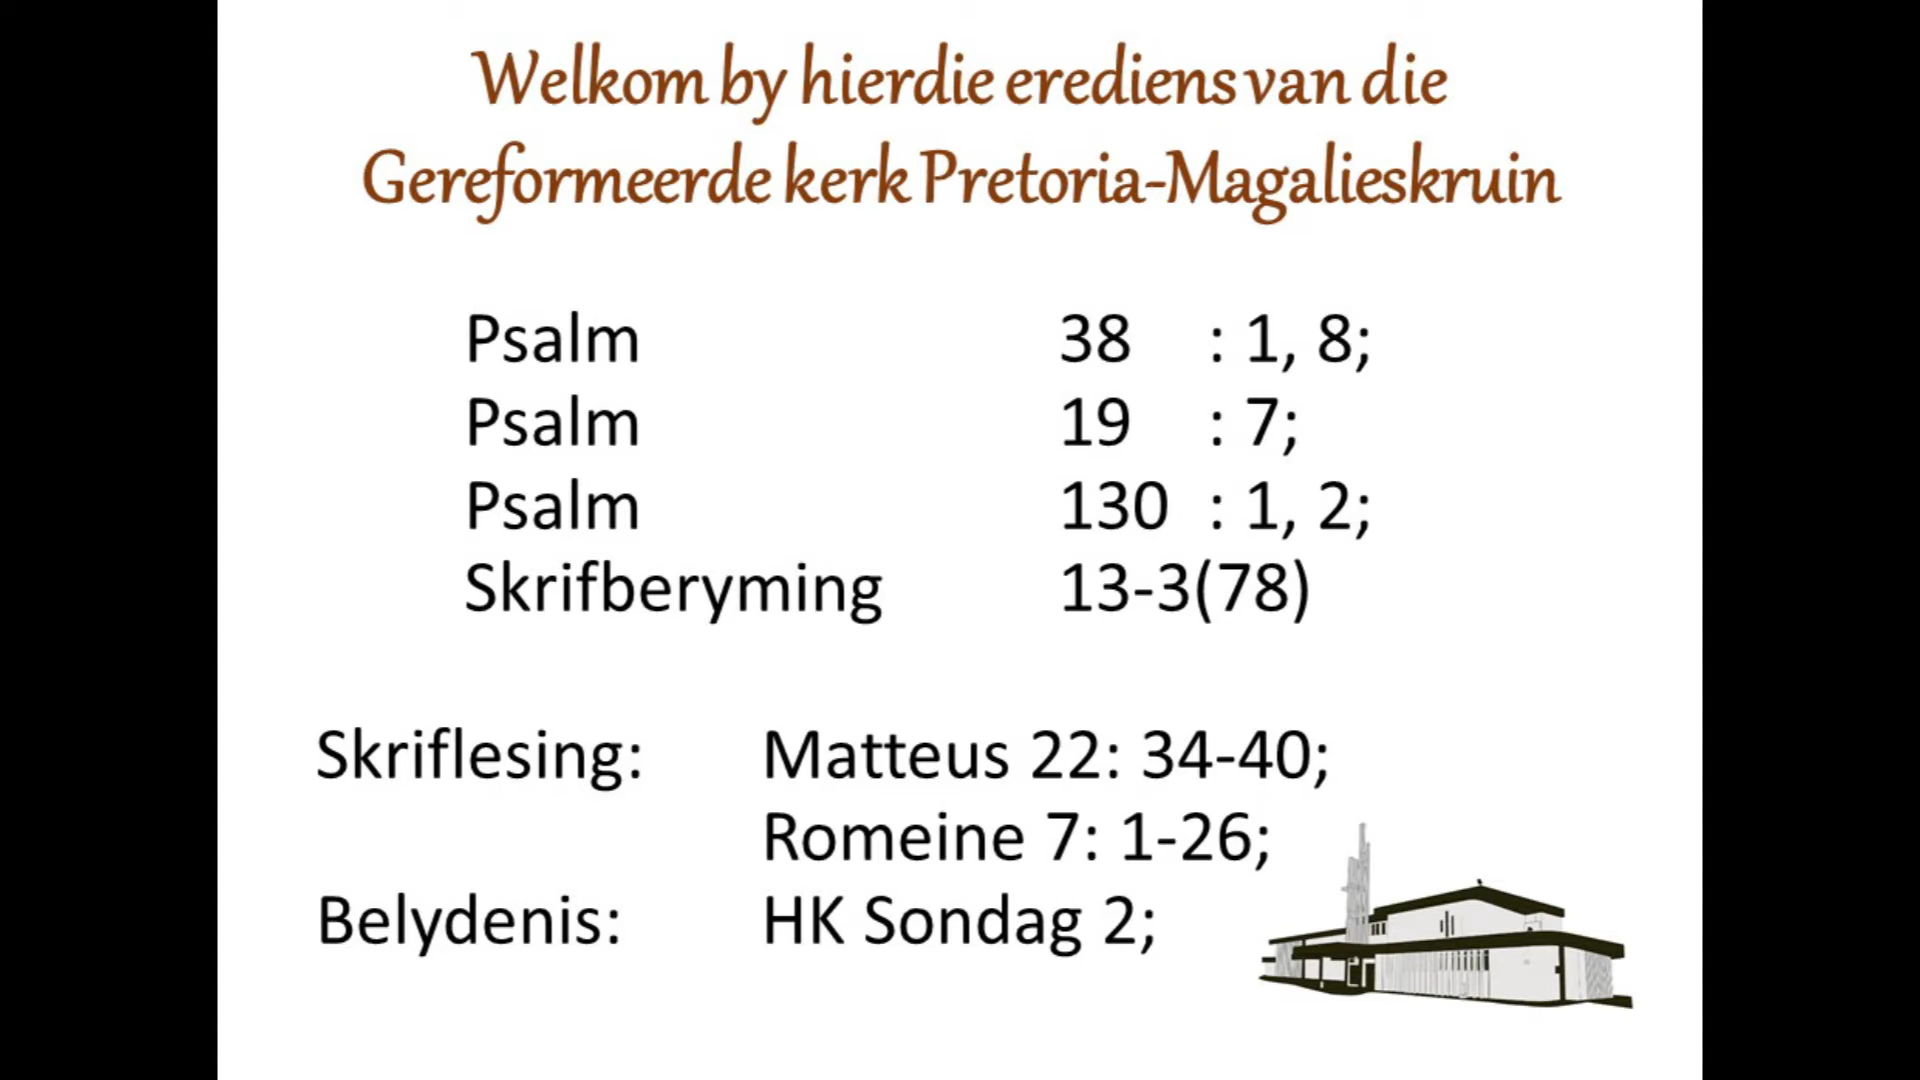 Welkom by hierdie erediens van die
Gereformeerde kerk Pretoria-Magalieskruin
Psalm 38 : 1, 8;
Psalm 19 : 7;
Psalm 130 : 1, 2;
Skrifberyming 13-3(78)
Skriflesing: Matteus 22: 34-40;
Romeine 7: 1-26;
Belydenis: HK Sondag 2;